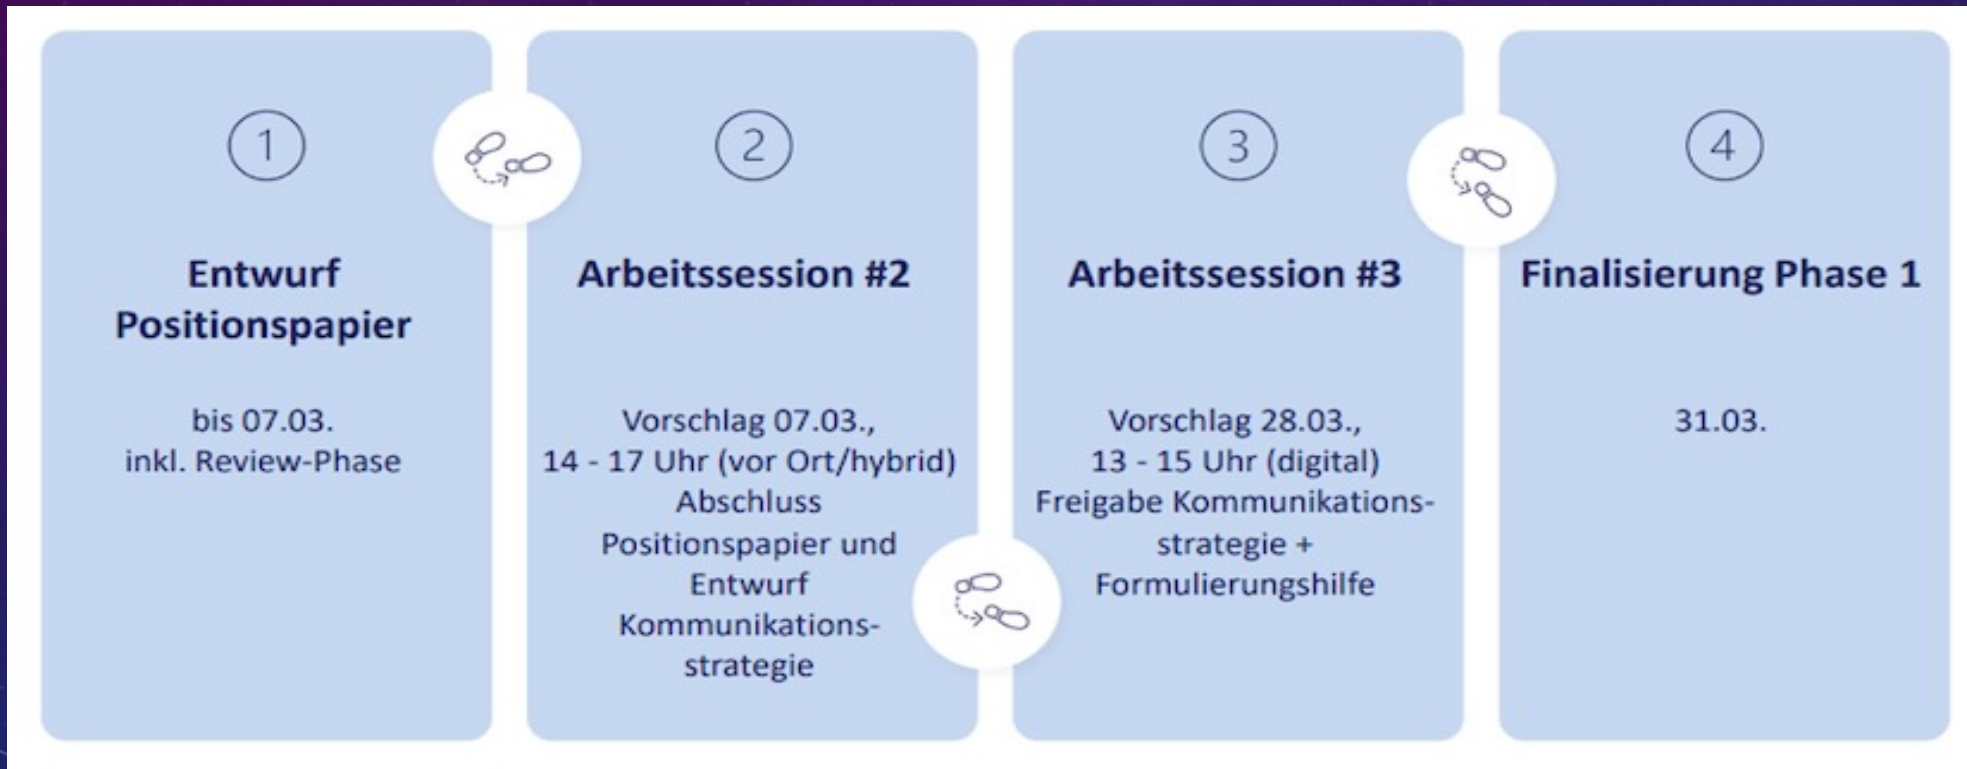 1
Entwurf
Positionspapier
bis 07.03.
inkl. Review-Phase
2
Arbeitssession #2
Vorschlag 07.03.,
14 - 17 Uhr (vor Ort/hybrid)
Abschluss
Positionspapier und
Entwurf
Kommunikations-
strategie
3
Arbeitssession #3
Vorschlag 28.03.,
13 - 15 Uhr (digital)
Freigabe Kommunikations-
strategie +
Formulierungshilfe
4
Finalisierung Phase 1
31.03.